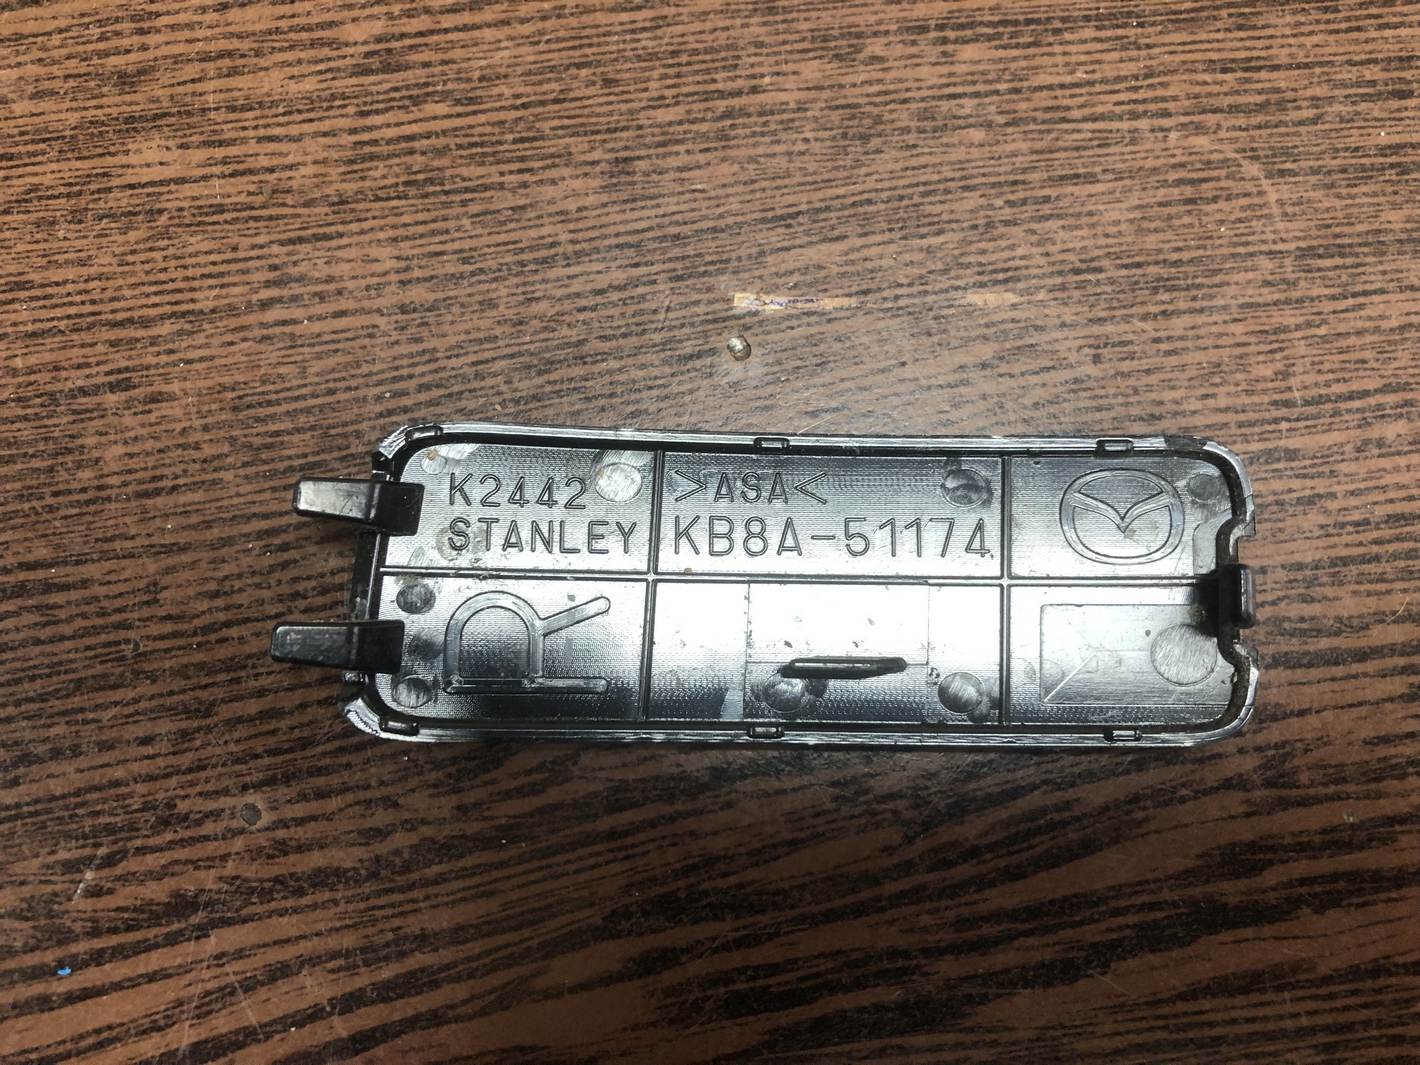 K2442
STANLEY
>ASA<
KB8A-51174
R